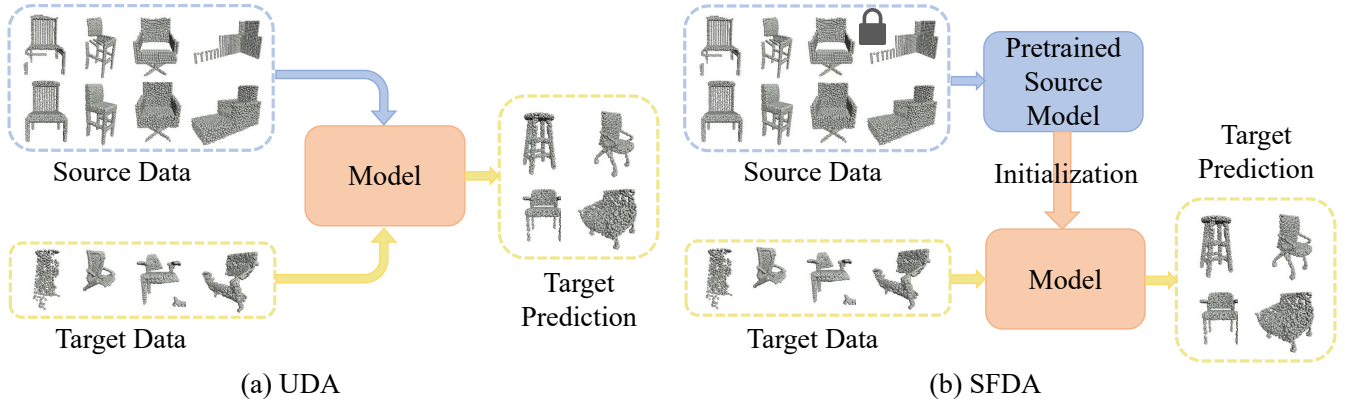 Source Data
Model
Target Data
Target
Prediction
(a) UDA
Source Data
Pretrained
Source
Model
Initialization
Target
Prediction
Model
Target Data
(b) SFDA